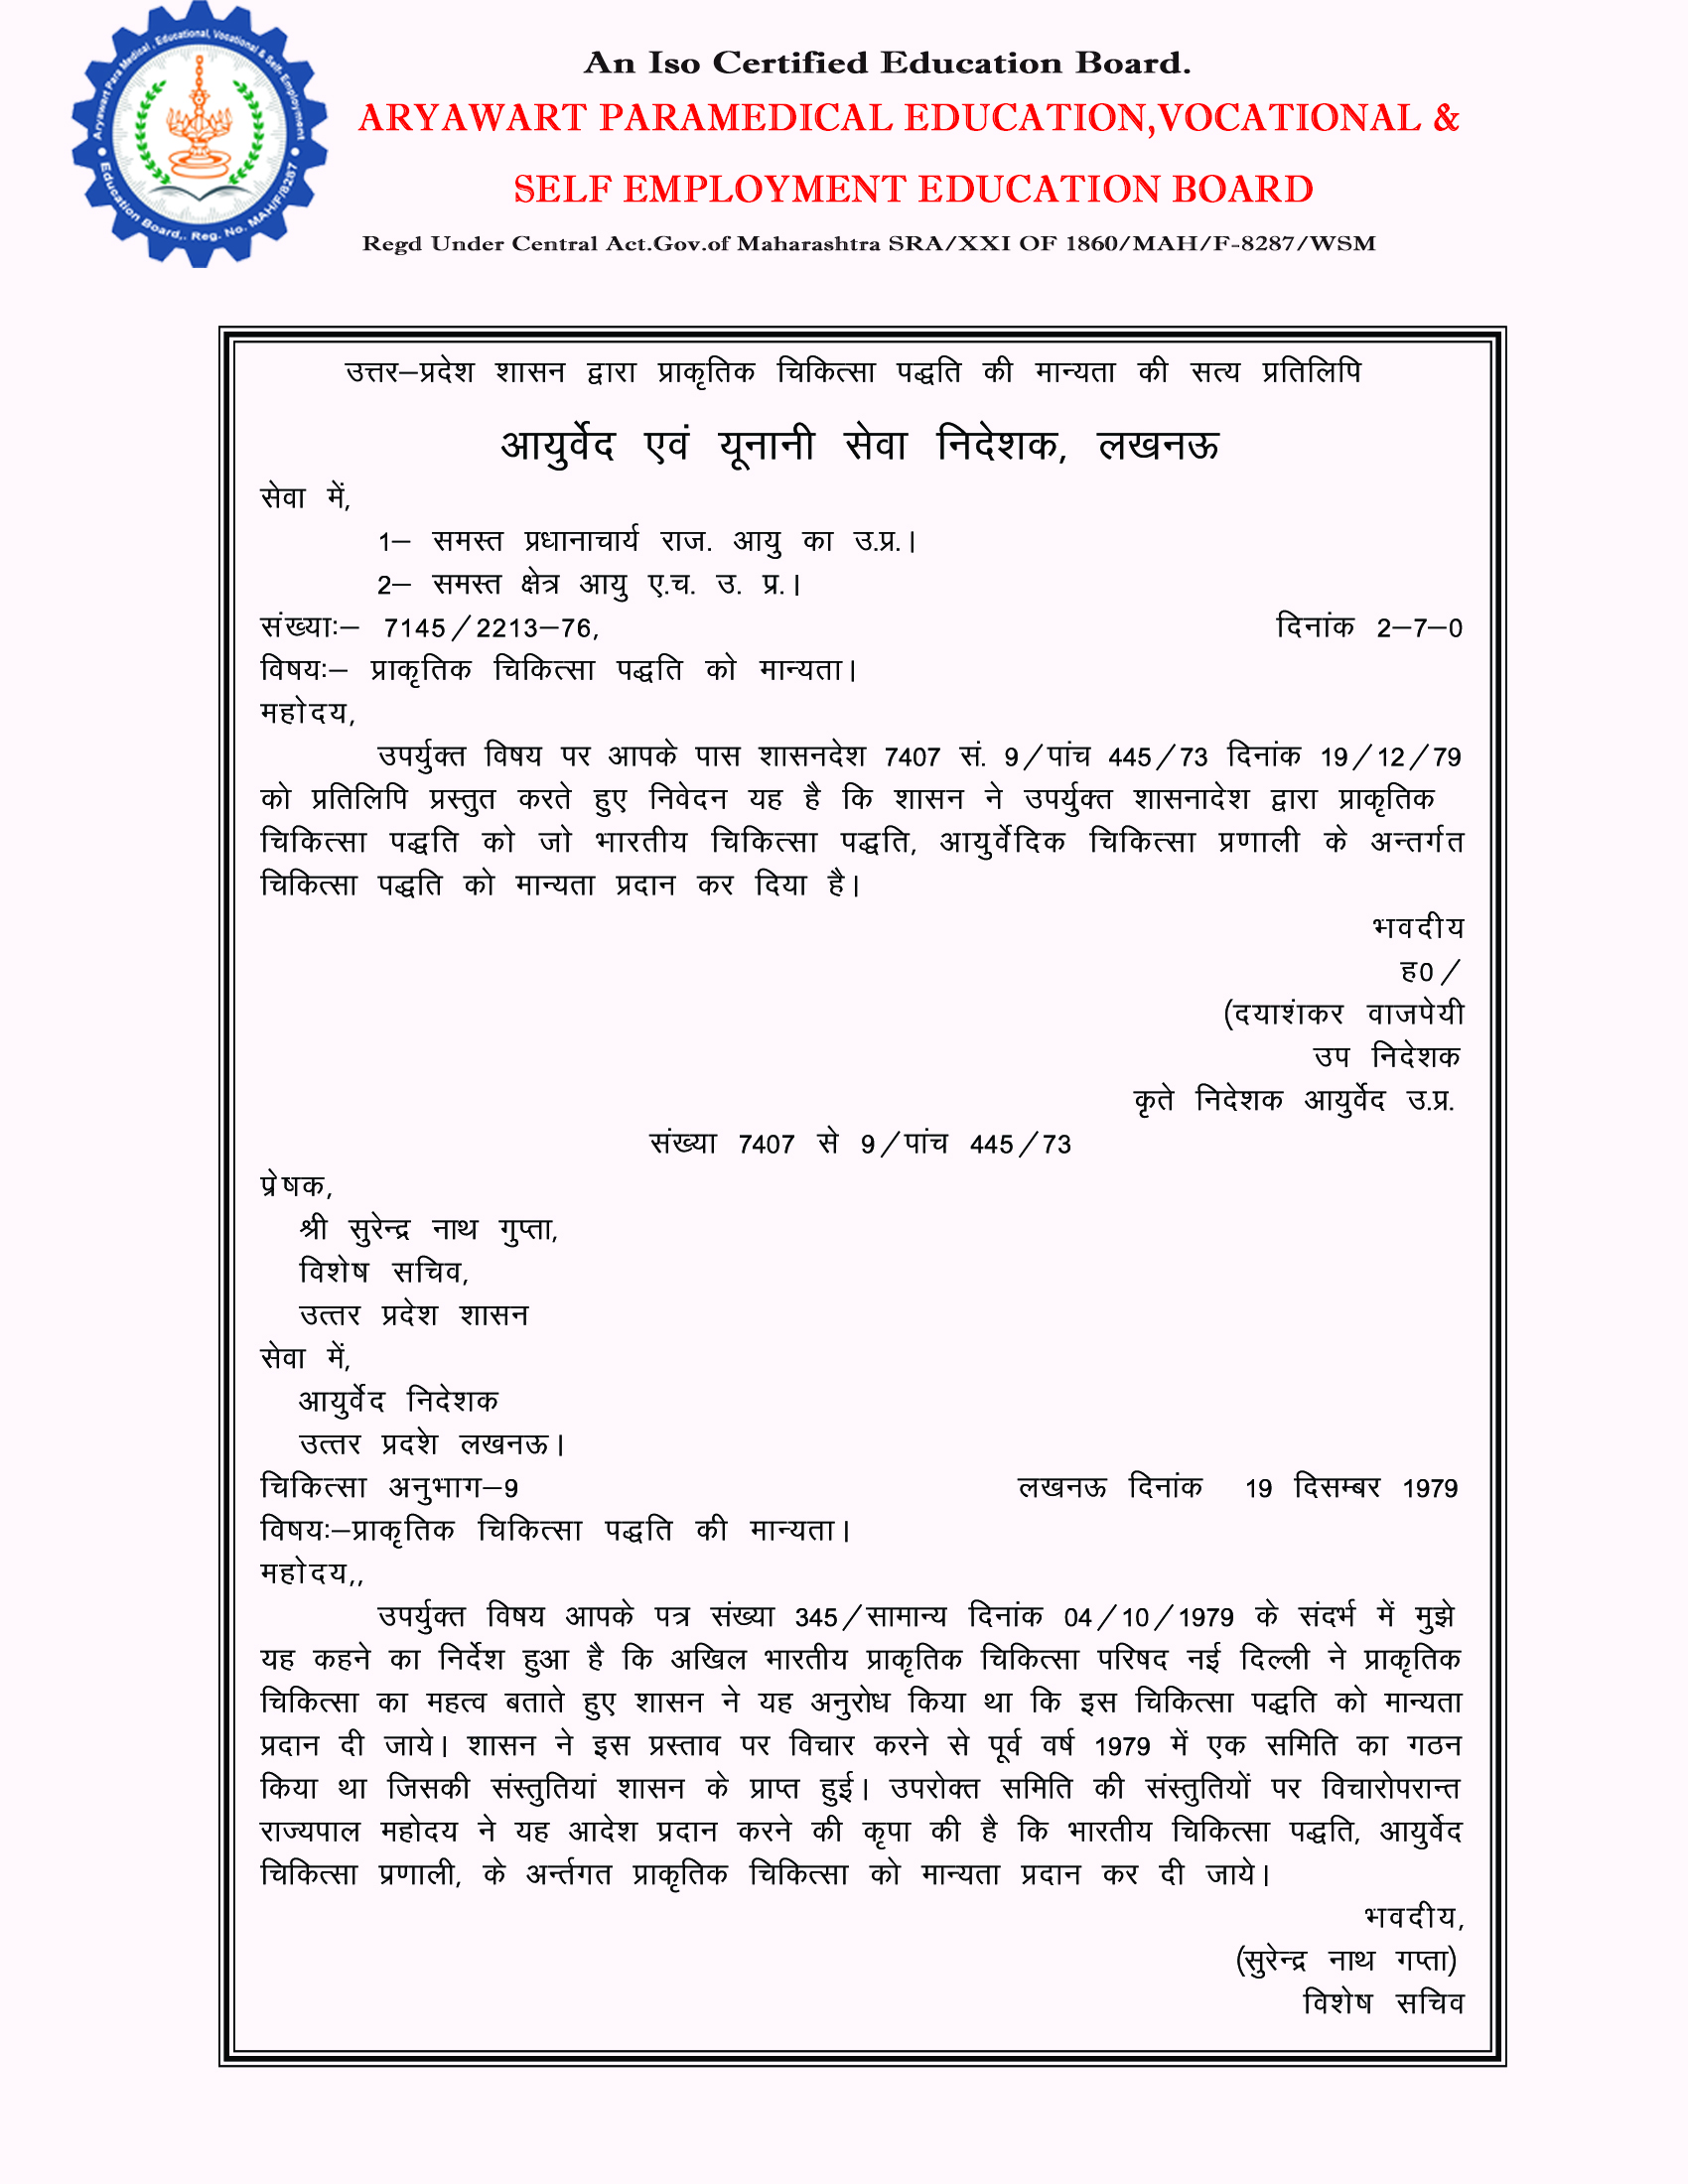 Aryawart Para Medical , Educational, Vocational & Self- Employment
Education Board,. Reg. No. MAH/F/8287
An Iso Certified Education Board.
ARYAWART PARAMEDICAL EDUCATION,VOCATIONAL &
SELF EMPLOYMENT EDUCATION BOARD
Regd Under Central Act.Gov.of Maharashtra SRA/XXI OF 1860/MAH/F-8287/WSM
उत्तर–प्रदेश शासन द्वारा प्राकृतिक चिकित्सा पद्धति की मान्यता की सत्य प्रतिलिपि
आयुर्वेद एवं यूनानी सेवा निदेशक, लखनऊ
सेवा में,
1– समस्त प्रधानाचार्य राज. आयु का उ.प्र.।
2– समस्त क्षेत्र आयु ए.च. उ. प्र.।
संख्याः– 7145/2213–76, दिनांक 2–7–0
विषयः– प्राकृतिक चिकित्सा पद्धति को मान्यता।
महोदय,
उपर्युक्त विषय पर आपके पास शासनदेश 7407 सं. 9/पांच 445/73 दिनांक 19/12/79
को प्रतिलिपि प्रस्तुत करते हुए निवेदन यह है कि शासन ने उपर्युक्त शासनादेश द्वारा प्राकृतिक
चिकित्सा पद्धति को जो भारतीय चिकित्सा पद्धति, आयुर्वेदिक चिकित्सा प्रणाली के अन्तर्गत
चिकित्सा पद्धति को मान्यता प्रदान कर दिया है।
भवदीय
ह0/
(दयाशंकर वाजपेयी
उप निदेशक
कृते निदेशक आयुर्वेद उ.प्र.
संख्या 7407 से 9/पांच 445/73
प्रेषक,
श्री सुरेन्द्र नाथ गुप्ता,
विशेष सचिव,
उत्तर प्रदेश शासन
सेवा में,
आयुर्वेद निदेशक
उत्तर प्रदशे लखनऊ।
चिकित्सा अनुभाग–9 लखनऊ दिनांक 19 दिसम्बर 1979
विषयः–प्राकृतिक चिकित्सा पद्धति की मान्यता।
महोदय,,
उपर्युक्त विषय आपके पत्र संख्या 345/सामान्य दिनांक 04/10/1979 के संदर्भ में मुझे
यह कहने का निर्देश हुआ है कि अखिल भारतीय प्राकृतिक चिकित्सा परिषद नई दिल्ली ने प्राकृतिक
चिकित्सा का महत्व बताते हुए शासन ने यह अनुरोध किया था कि इस चिकित्सा पद्धति को मान्यता
प्रदान दी जाये। शासन ने इस प्रस्ताव पर विचार करने से पूर्व वर्ष 1979 में एक समिति का गठन
किया था जिसकी संस्तुतियां शासन के प्राप्त हुई। उपरोक्त समिति की संस्तुतियों पर विचारोपरान्त
राज्यपाल महोदय ने यह आदेश प्रदान करने की कृपा की है कि भारतीय चिकित्सा पद्धति, आयुर्वेद
चिकित्सा प्रणाली, के अर्न्तगत प्राकृतिक चिकित्सा को मान्यता प्रदान कर दी जाये।
भवदीय,
(सुरेन्द्र नाथ गप्ता)
विशेष सचिव